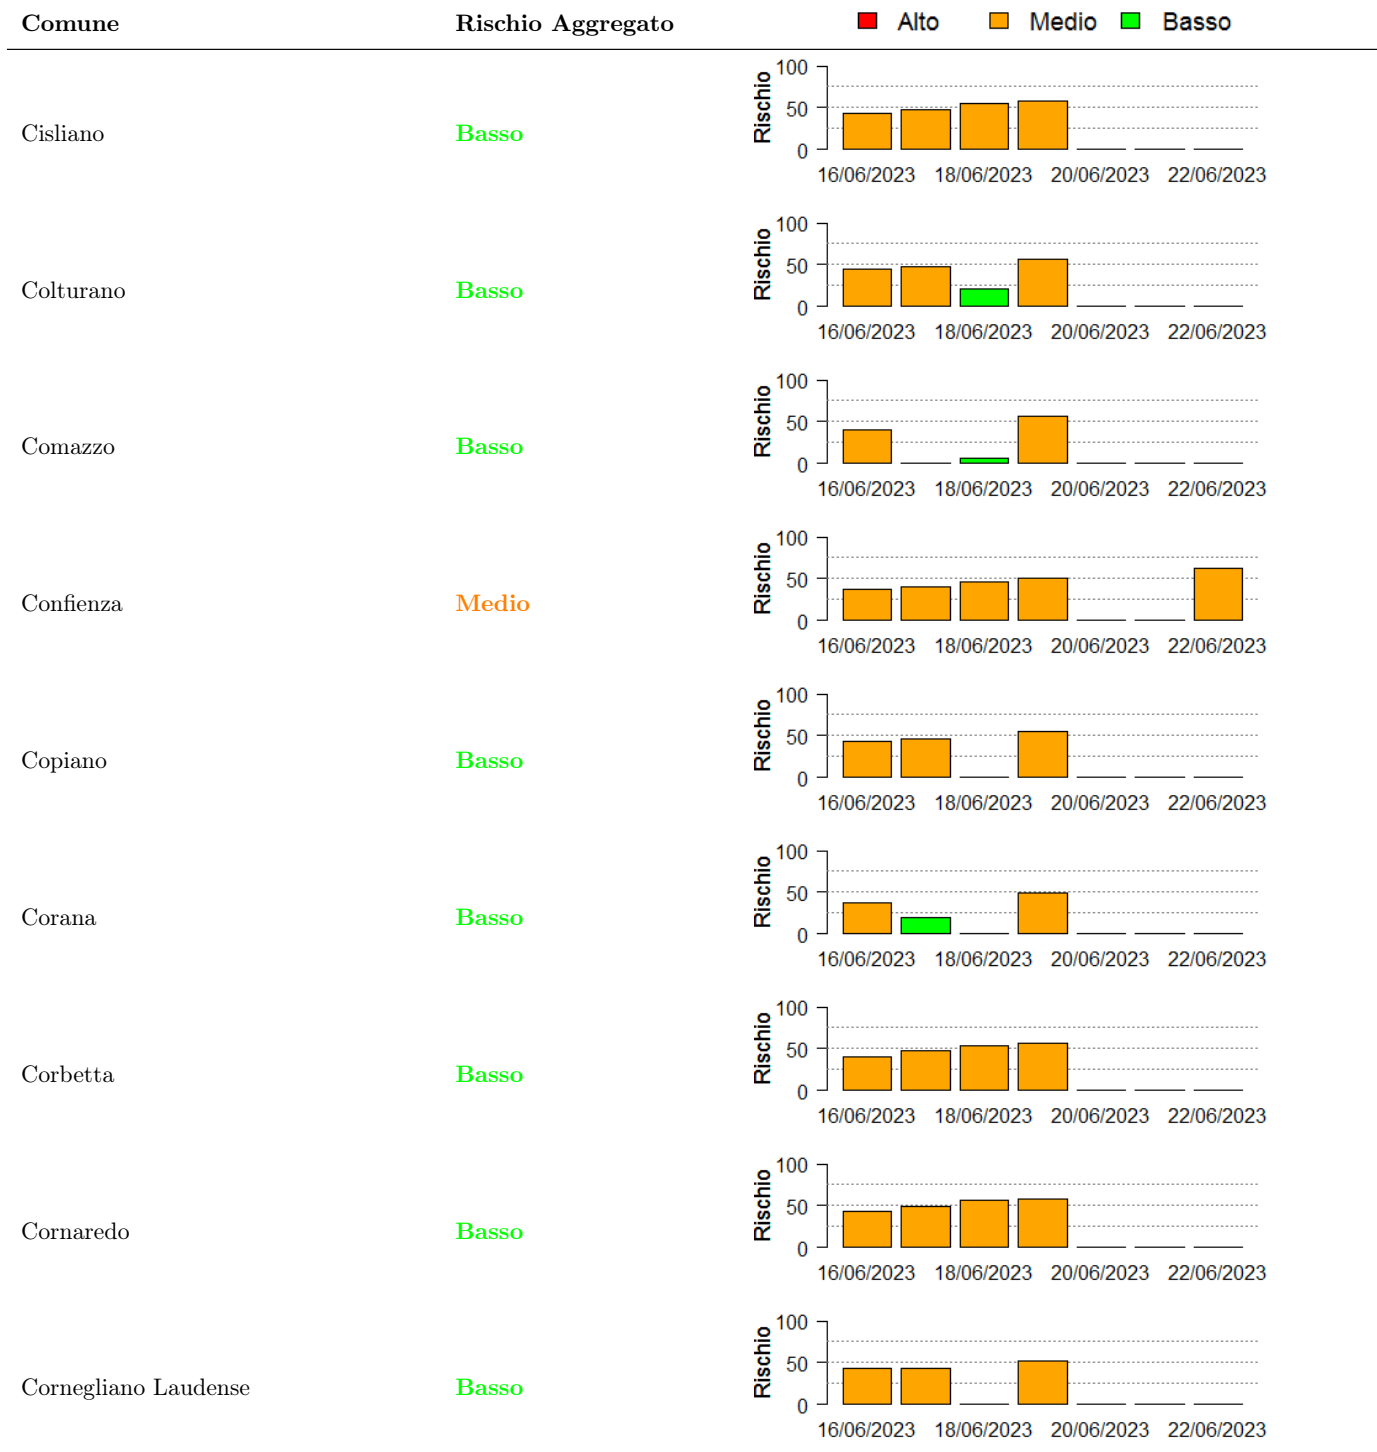 Comune Rischio Aggregato Alto Medio Basso
100
50
0
Rischio
Cisliano Basso
16/06/2023 18/06/2023 20/06/2023 22/06/2023
100
50
0
Rischio
Colturano Basso
16/06/2023 18/06/2023 20/06/2023 22/06/2023
100
50
0
Rischio
Comazzo Basso
16/06/2023 18/06/2023 20/06/2023 22/06/2023
100
50
0
Rischio
Confienza Medio
16/06/2023 18/06/2023 20/06/2023 22/06/2023
100
50
0
Rischio
Copiano Basso
16/06/2023 18/06/2023 20/06/2023 22/06/2023
100
50
0
Rischio
Corana Basso
16/06/2023 18/06/2023 20/06/2023 22/06/2023
100
50
0
Rischio
Corbetta Basso
16/06/2023 18/06/2023 20/06/2023 22/06/2023
100
50
0
Rischio
Cornaredo Basso
16/06/2023 18/06/2023 20/06/2023 22/06/2023
100
50
0
Rischio
Cornegliano Laudense Basso
16/06/2023 18/06/2023 20/06/2023 22/06/2023